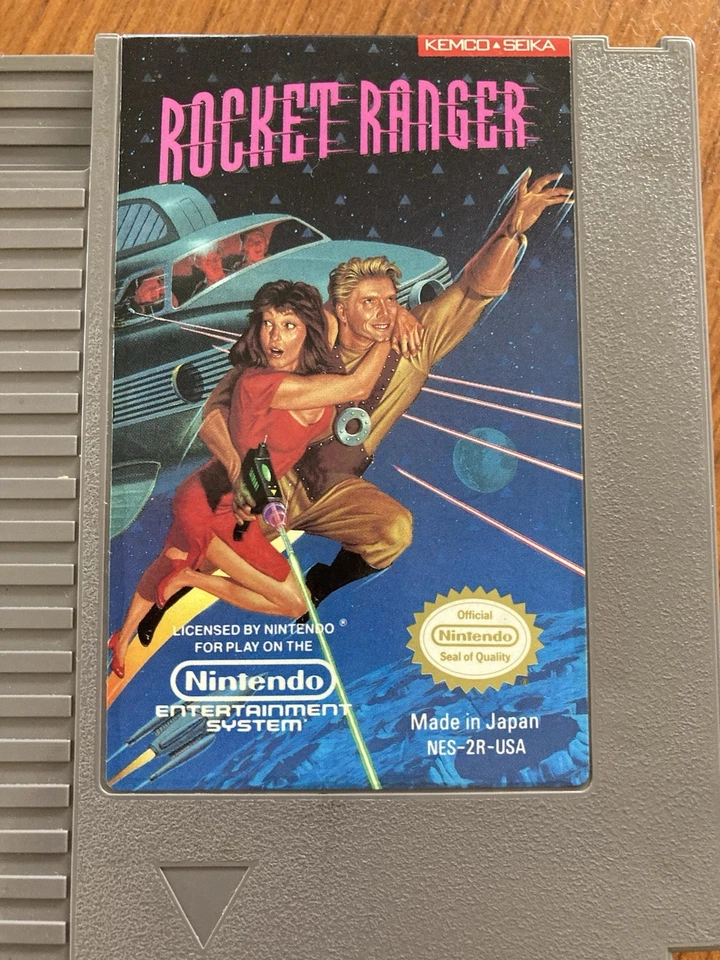 KEMCO▲SEIKA
ROCKET RANGER
LICENSED BY NINTENDO ®
FOR PLAY ON THE
Nintendo
ENTERTAINMENT
SYSTEM™
Official
Nintendo
Seal of Quality
Made in Japan
NES-2R-USA